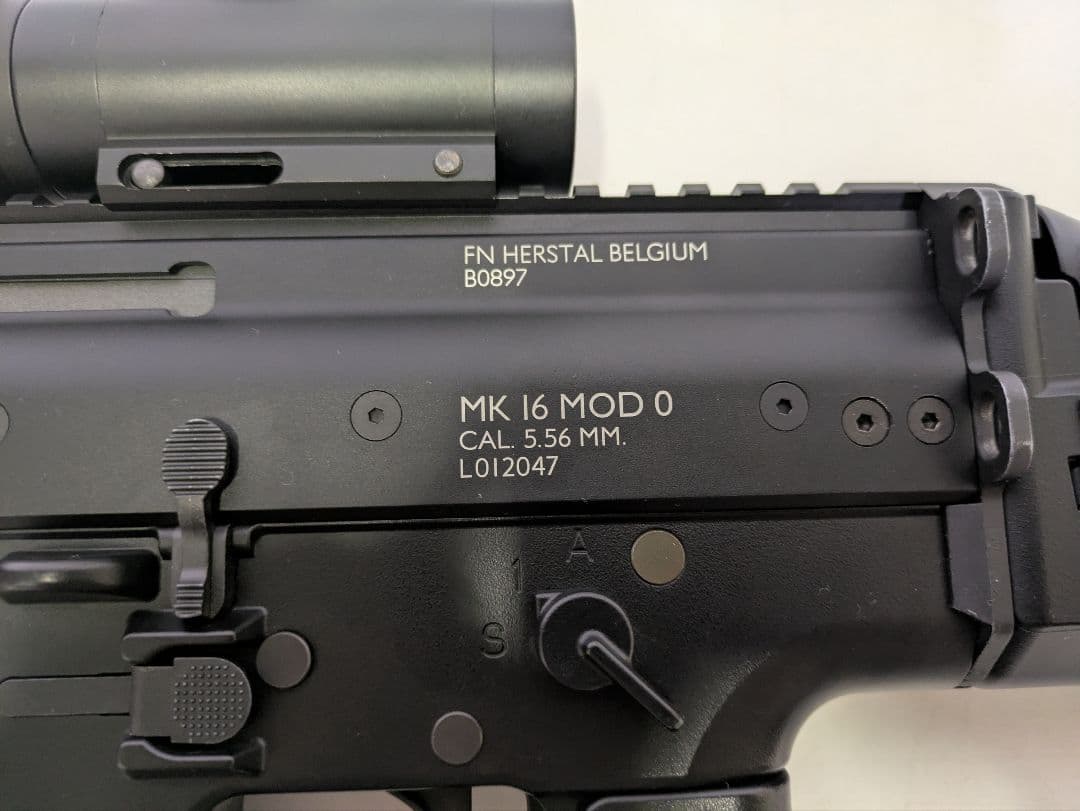 FN HERSTAL BELGIUM
B0897
MK 16 MOD 0
CAL. 5.56 MM.
L012047
A
1
S